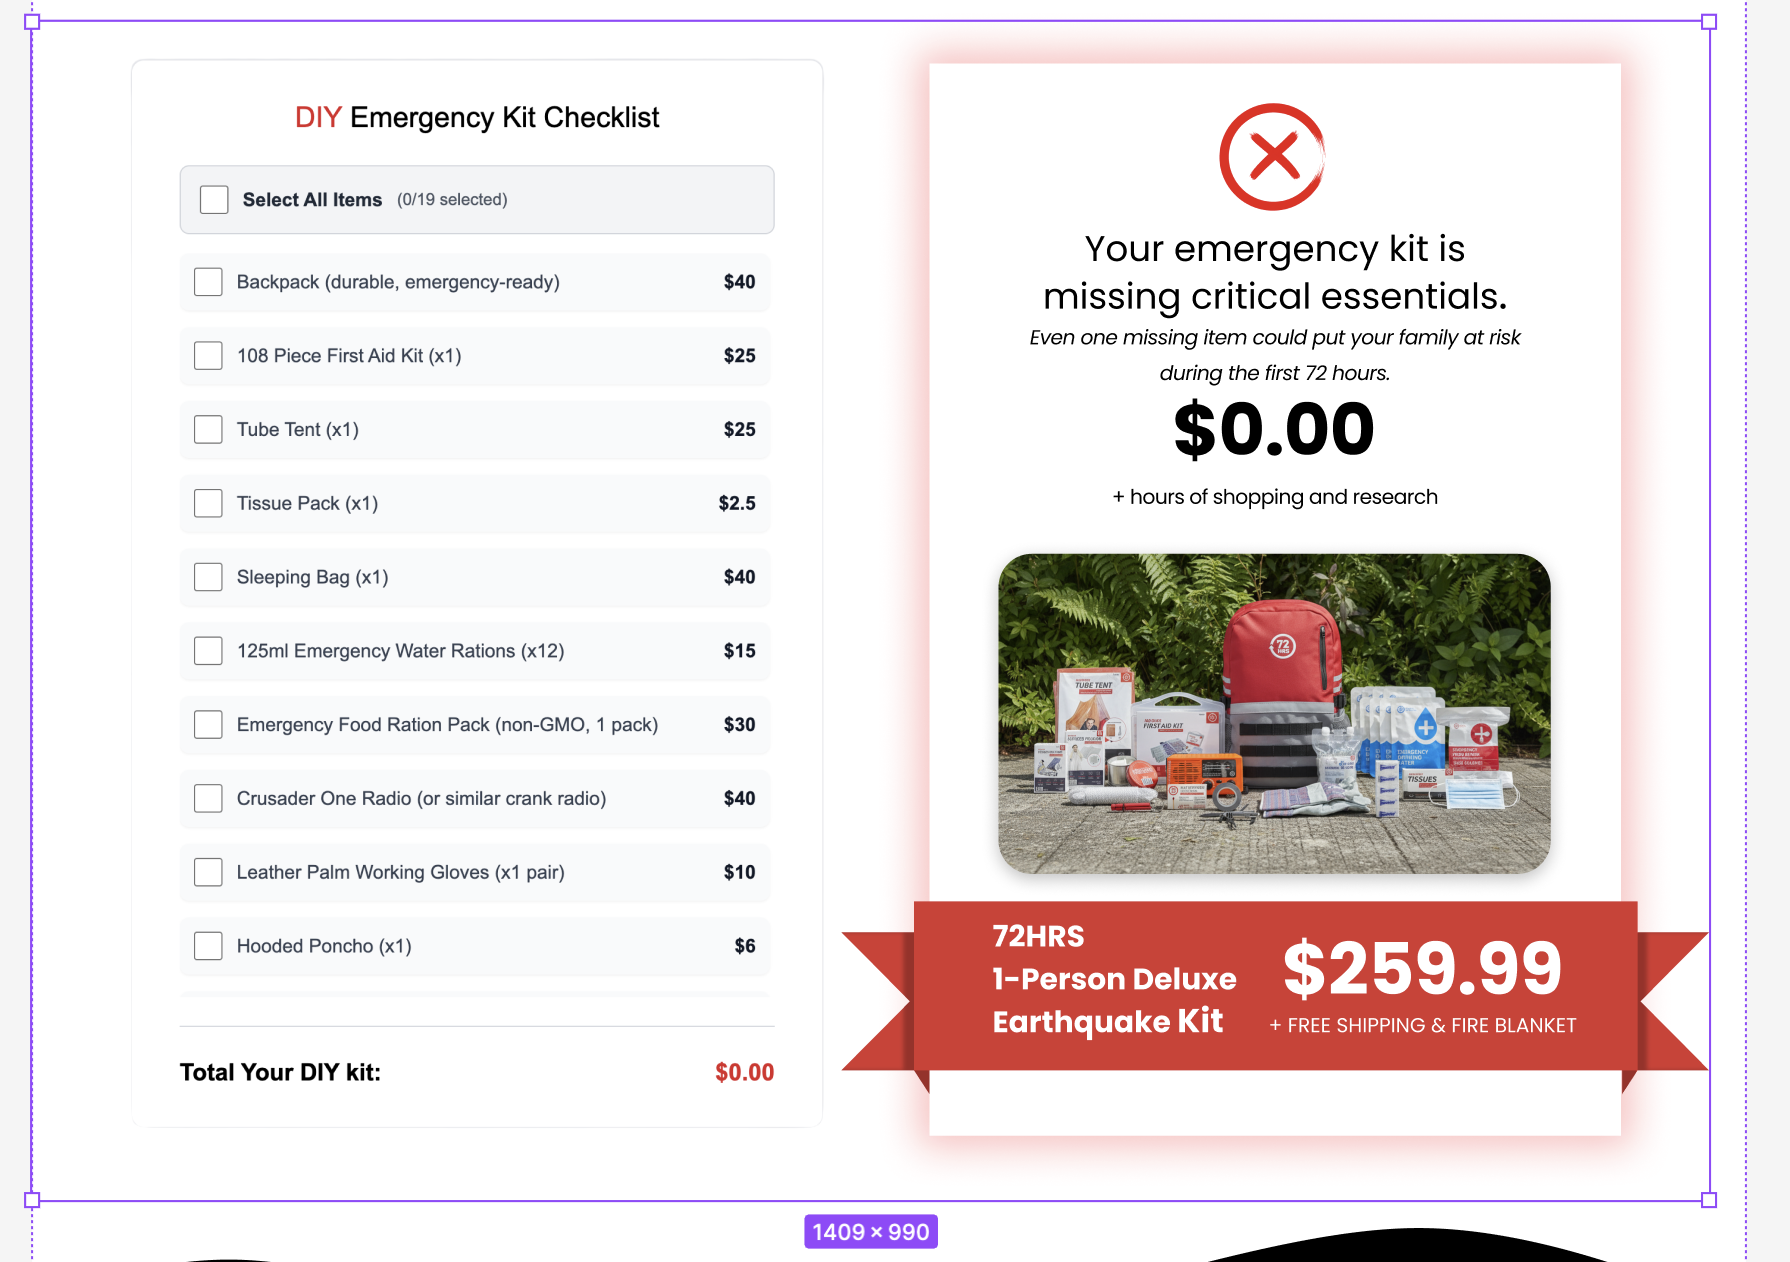 DIY Emergency Kit Checklist
Select All Items (0/19 selected)
Backpack (durable, emergency-ready) $40
108 Piece First Aid Kit (x1) $25
Tube Tent (x1) $25
Tissue Pack (x1) $2.5
Sleeping Bag (x1) $40
125ml Emergency Water Rations (x12) $15
Emergency Food Ration Pack (non-GMO, 1 pack) $30
Crusader One Radio (or similar crank radio) $40
Leather Palm Working Gloves (x1 pair) $10
Hooded Poncho (x1) $6
Total Your DIY kit: $0.00
Your emergency kit is
missing critical essentials.
Even one missing item could put your family at risk
during the first 72 hours.
$0.00
+ hours of shopping and research
72
HRS
TUBE TENT
FIRST AID KIT
TISSUES
72HRS
1-Person Deluxe
Earthquake Kit
$259.99
+ FREE SHIPPING & FIRE BLANKET
1409 × 990